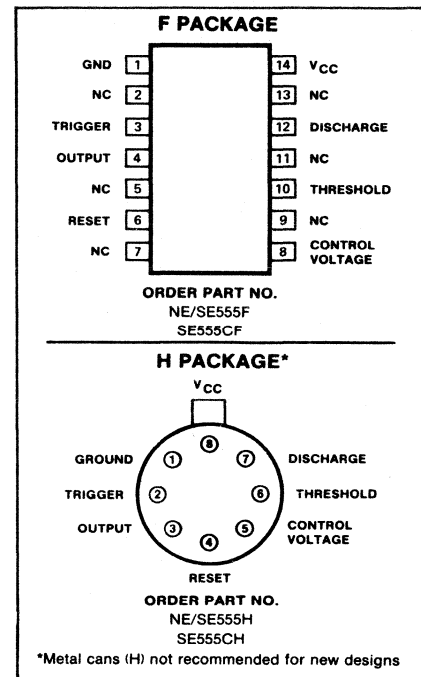 F PACKAGE
GND 1 14 VCC
NC 2 13 NC
TRIGGER 3 12 DISCHARGE
OUTPUT 4 11 NC
NC 5 10 THRESHOLD
RESET 6 9 NC
NC 7 8 CONTROL
VOLTAGE
ORDER PART NO.
NE/SE555F
SE555CF
H PACKAGE*
VCC
8
GROUND 1 7 DISCHARGE
TRIGGER 2 6 THRESHOLD
OUTPUT 3 5 CONTROL
VOLTAGE
4
RESET
ORDER PART NO.
NE/SE555H
SE555CH
*Metal cans (H) not recommended for new designs